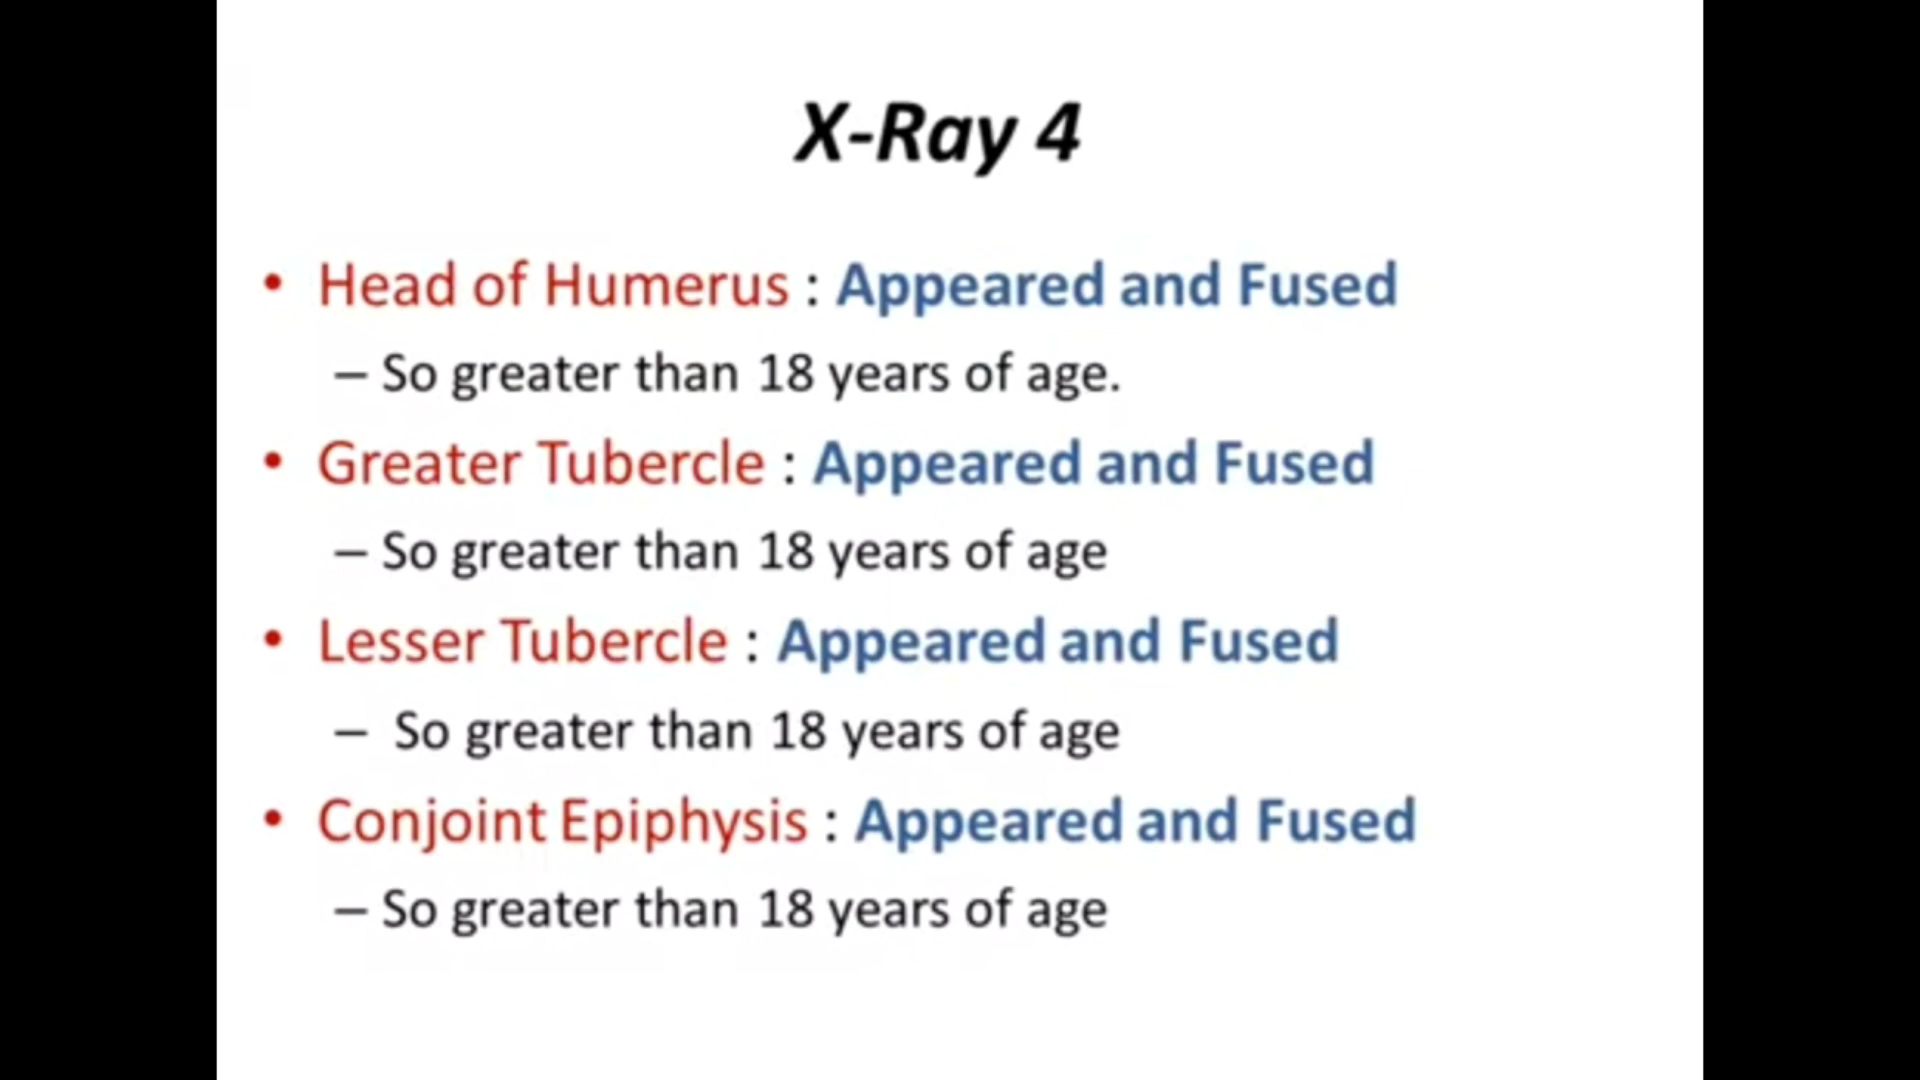 X-Ray 4
• Head of Humerus : Appeared and Fused
– So greater than 18 years of age.
• Greater Tubercle : Appeared and Fused
– So greater than 18 years of age
• Lesser Tubercle : Appeared and Fused
– So greater than 18 years of age
• Conjoint Epiphysis : Appeared and Fused
– So greater than 18 years of age